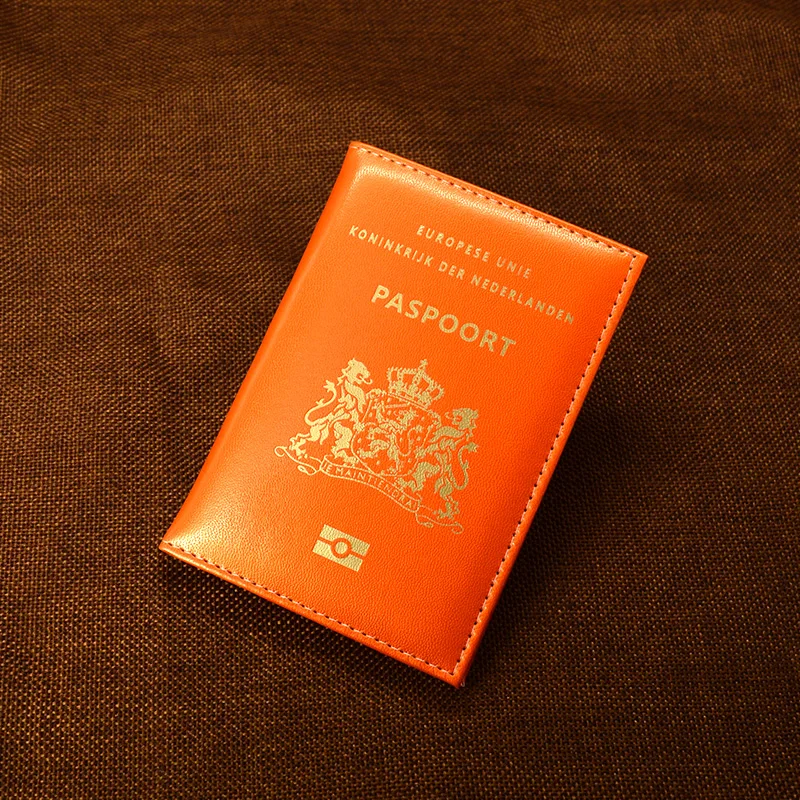 EUROPESE UNIE
KONINKRIJK DER NEDERLANDEN
PASPOORT
JE MAINTIENDRAI